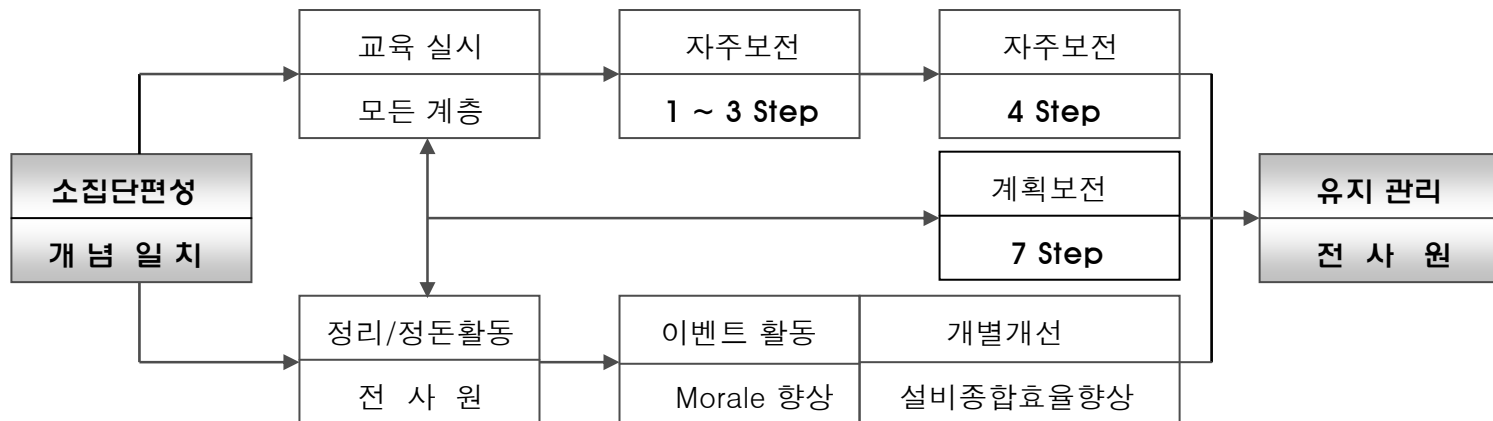 교육 실시
모든 계층
자주보전
1 ~ 3 Step
자주보전
4 Step
소집단편성
개 념 일 치
계획보전
7 Step
유지 관리
전 사 원
정리/정돈활동
전 사 원
이벤트 활동
Morale 향상
개별개선
설비종합효율향상